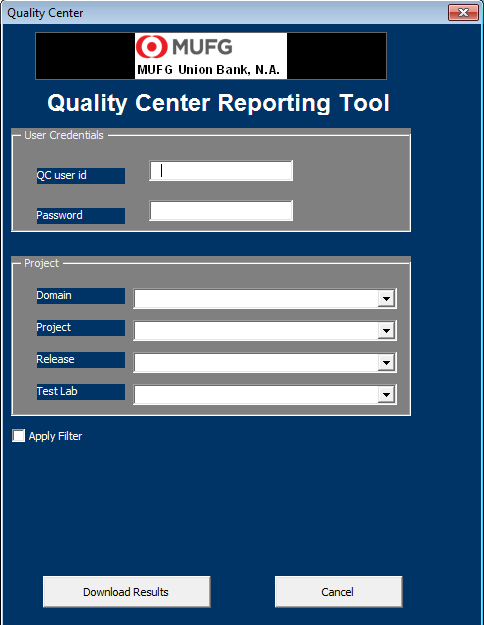 Quality Center
MUFG
MUFG Union Bank, N.A.
Quality Center Reporting Tool
User Credentials
QC user id
Password
Project
Domain
Project
Release
Test Lab
Apply Filter
Download Results
Cancel